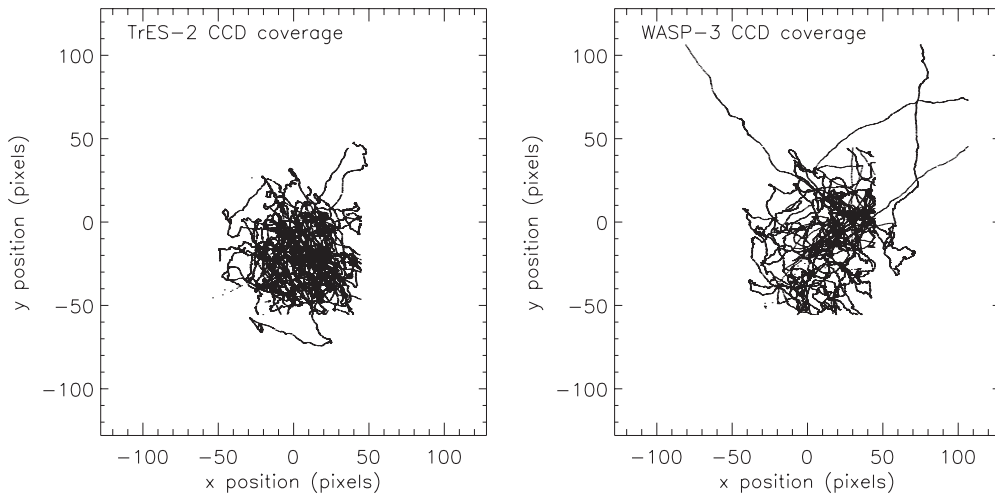 TrES-2 CCD coverage
100
50
0
−50
−100
y position (pixels)
−100 −50 0 50 100
x position (pixels)
WASP-3 CCD coverage
100
50
0
−50
−100
y position (pixels)
−100 −50 0 50 100
x position (pixels)